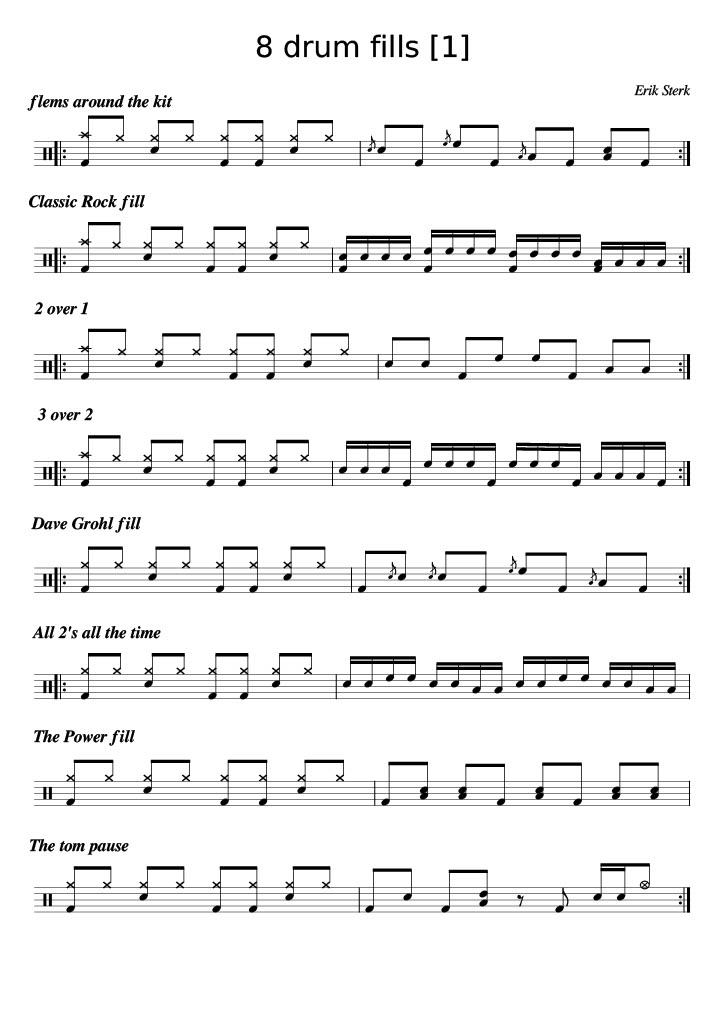 8 drum fills [1]
Erik Sterk
flems around the kit
Classic Rock fill
2 over 1
3 over 2
Dave Grohl fill
All 2's all the time
The Power fill
The tom pause